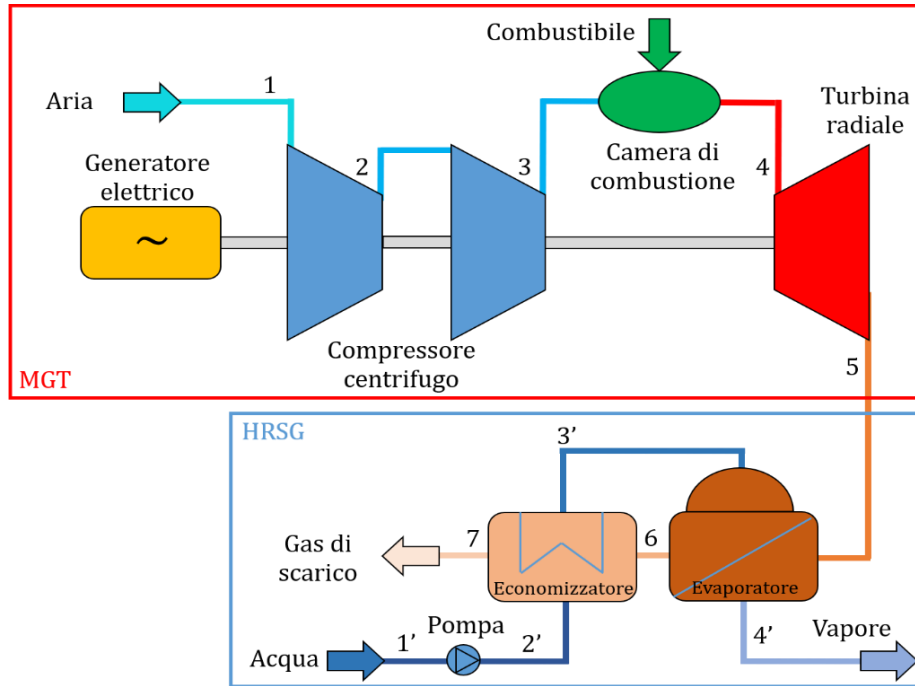 Combustibile
Aria
1
Turbina
radiale
Generatore
elettrico
2
3
Camera di
combustione
4
~
Compressore
centrifugo
MGT
5
HRSG
3’
Gas di
scarico
7
6
Economizzatore
Evaporatore
Acqua
1’
Pompa
2’
4’
Vapore